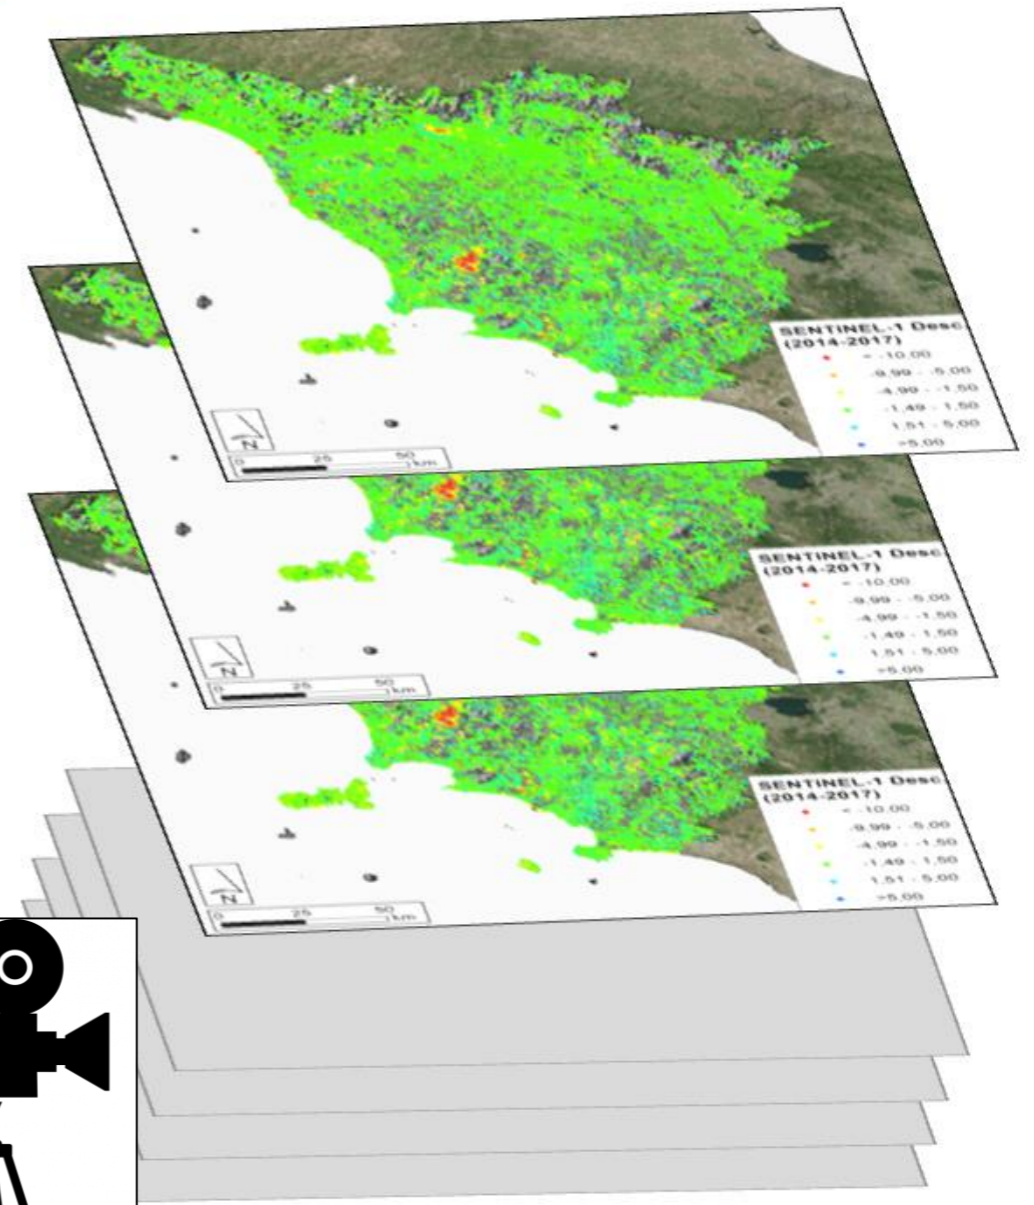 SENTINEL-1 Desc.
(2014-2017)
< -10,00
-9,99 - -5,00
-4,99 - -1,50
-1,49 - 1,50
1,51 - 5,00
>5,00
N
0 25 50
km
SENTINEL-1 Desc.
(2014-2017)
< -10,00
-9,99 - -5,00
-4,99 - -1,50
-1,49 - 1,50
1,51 - 5,00
>5,00
N
0 25 50
km
SENTINEL-1 Desc.
(2014-2017)
< -10,00
-9,99 - -5,00
-4,99 - -1,50
-1,49 - 1,50
1,51 - 5,00
>5,00
N
0 25 50
km